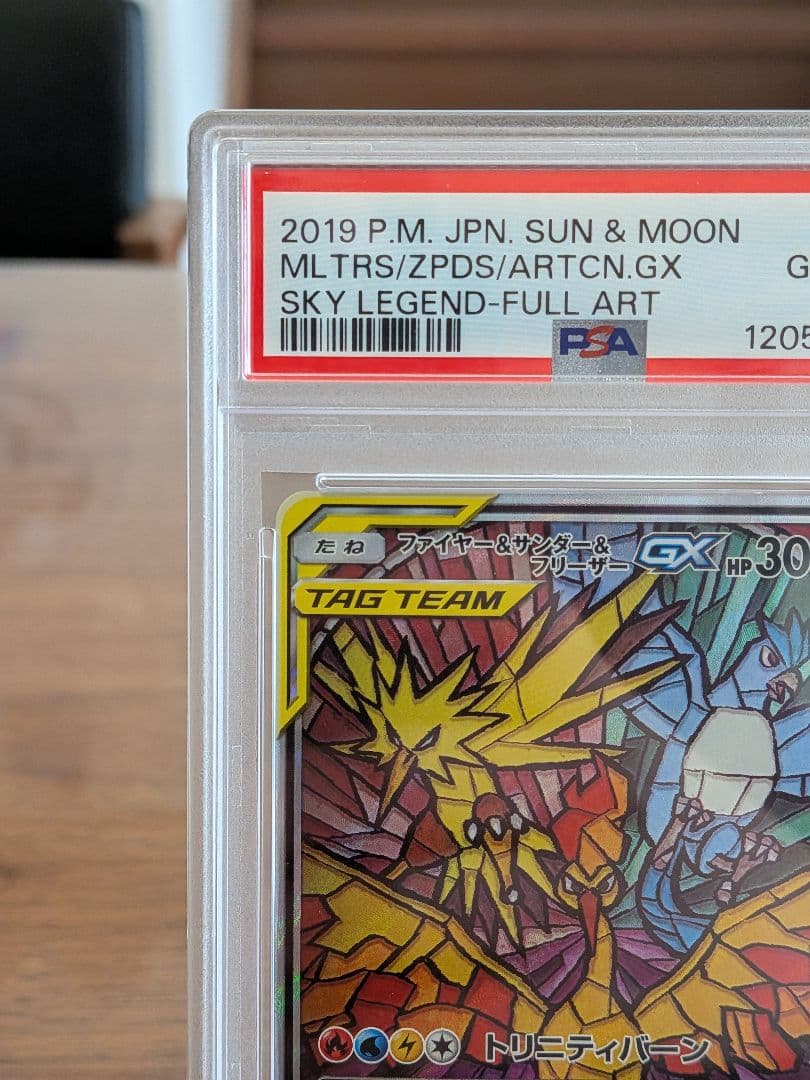 2019 P.M. JPN. SUN & MOON
MLTRS/ZPDS/ARTCN.GX G
SKY LEGEND-FULL ART
PSA 1205
たね ファイヤー&サンダー&フリーザー GX HP 30
TAG TEAM
トリニティバーン